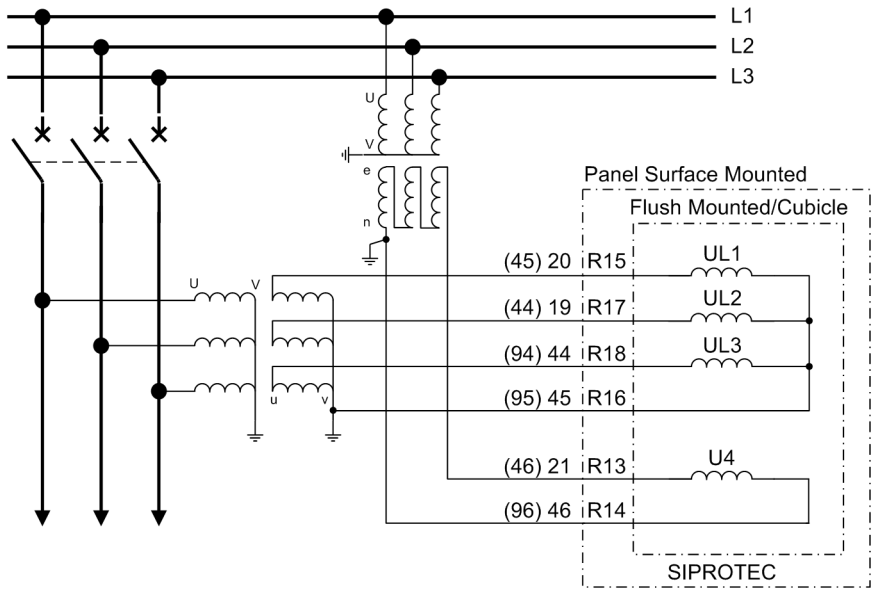 L1
L2
L3
U
V
e
n
Panel Surface Mounted
Flush Mounted/Cubicle
U V
u v
(45) 20 R15 UL1
(44) 19 R17 UL2
(94) 44 R18 UL3
(95) 45 R16
(46) 21 R13 U4
(96) 46 R14
SIPROTEC